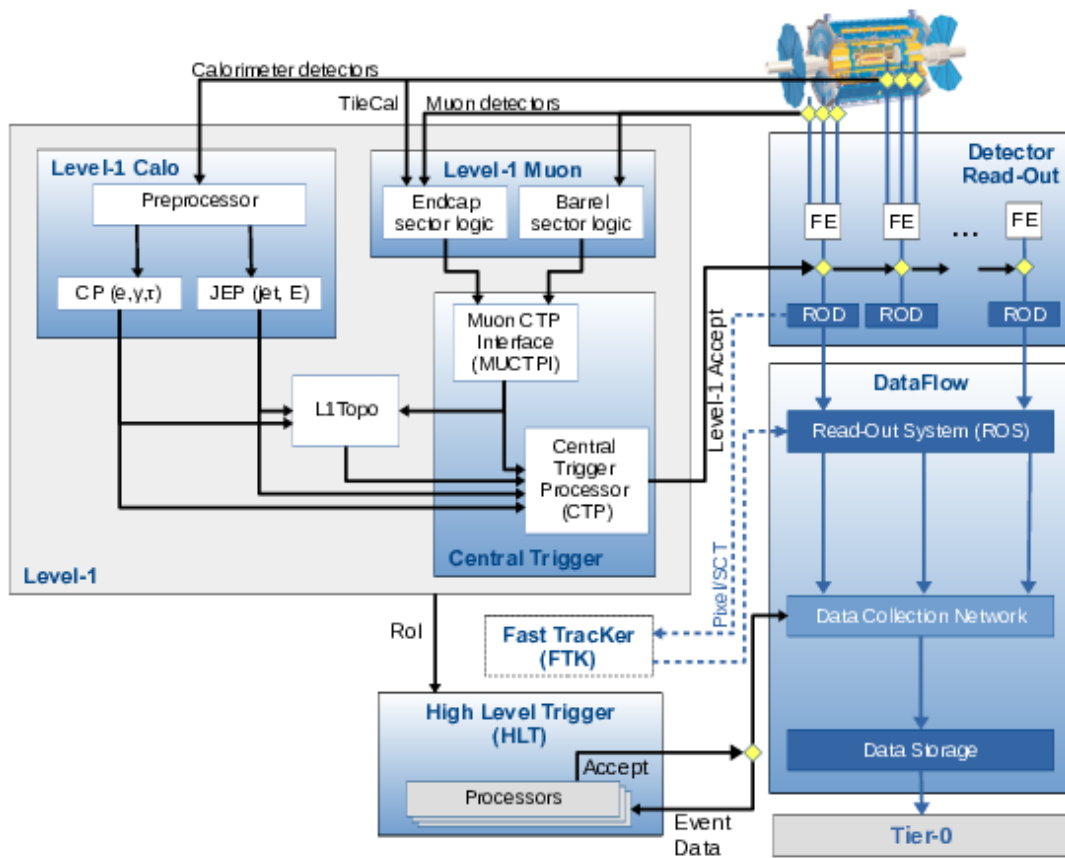 Calorimeter detectors
TileCal
Muon detectors
Level-1 Calo
Preprocessor
CP (e,γ,τ)
JEP (jet, E)
Level-1 Muon
Endcap
sector logic
Barrel
sector logic
Muon CTP
Interface
(MUCTPI)
L1Topo
Central
Trigger
Processor
(CTP)
Central Trigger
Level-1
Level-1 Accept
Detector
Read-Out
FE
FE
...
FE
ROD
ROD
ROD
DataFlow
Read-Out System (ROS)
Pixel/SCT
Data Collection Network
RoI
Fast TracKer
(FTK)
High Level Trigger
(HLT)
Accept
Processors
Event
Data
Data Storage
Tier-0